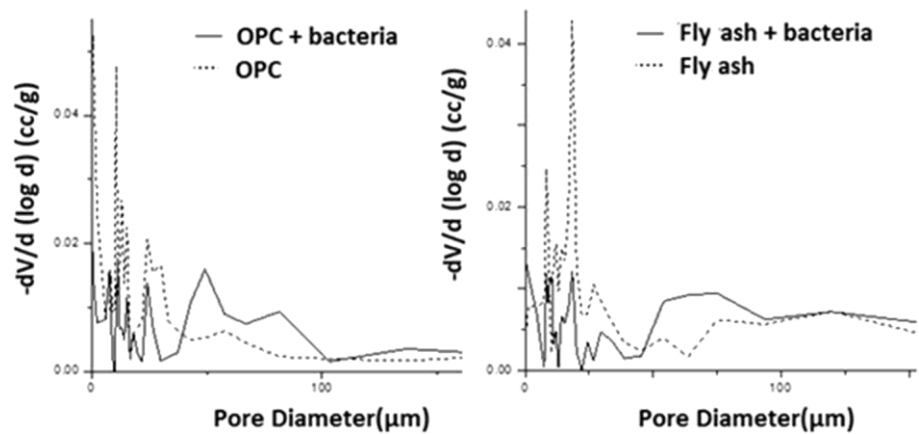 OPC + bacteria
OPC
-dV/d (log d) (cc/g)
0.04
0.02
0.00
0
100
Pore Diameter(µm)
Fly ash + bacteria
Fly ash
-dV/d (log d) (cc/g)
0.04
0.02
0.00
0
100
Pore Diameter(µm)